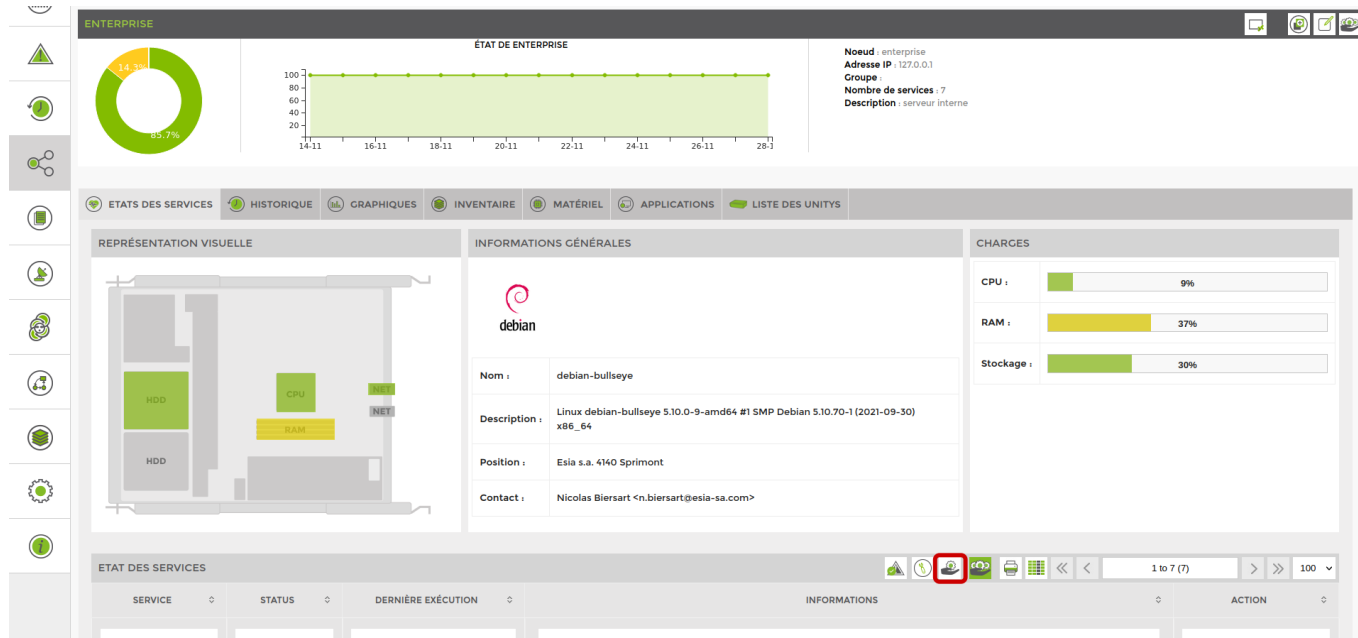 ENTERPRISE
14.3%
85.7%
ÉTAT DE ENTERPRISE
100
80
60
40
20
14-11 16-11 18-11 20-11 22-11 24-11 26-11 28-1
Noeud : enterprise
Adresse IP : 127.0.0.1
Groupe :
Nombre de services : 7
Description : serveur interne
ETATS DES SERVICES HISTORIQUE GRAPHIQUES INVENTAIRE MATÉRIEL APPLICATIONS LISTE DES UNITYS
REPRÉSENTATION VISUELLE
HDD
CPU
NET
NET
RAM
HDD
INFORMATIONS GÉNÉRALES
debian
Nom : debian-bullseye
Description : Linux debian-bullseye 5.10.0-9-amd64 #1 SMP Debian 5.10.70-1 (2021-09-30)
x86_64
Position : Esia s.a. 4140 Sprimont
Contact : Nicolas Biersart <n.biersart@esia-sa.com>
CHARGES
CPU : 9%
RAM : 37%
Stockage : 30%
ETAT DES SERVICES
1 to 7 (7) 100
SERVICE STATUS DERNIÈRE EXÉCUTION INFORMATIONS ACTION